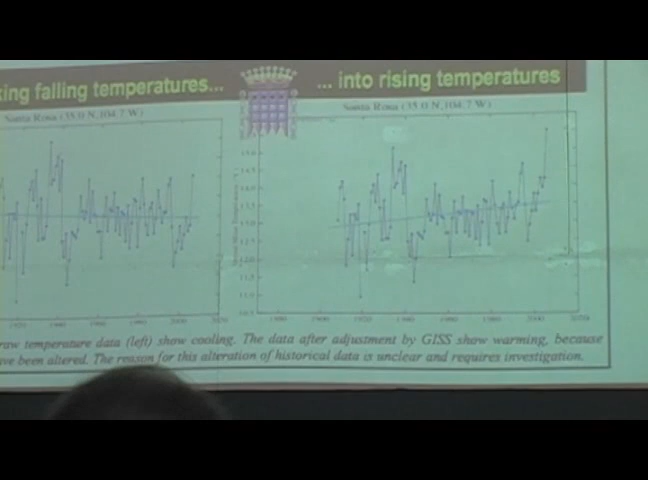 king falling temperatures...
... into rising temperatures
Santa Rosa (35.0 N, 104.7 W)
Santa Rosa (35.0 N, 104.7 W)
raw temperature data (left) show cooling. The data after adjustment by GISS show warming, because
ve been altered. The reason for this alteration of historical data is unclear and requires investigation.